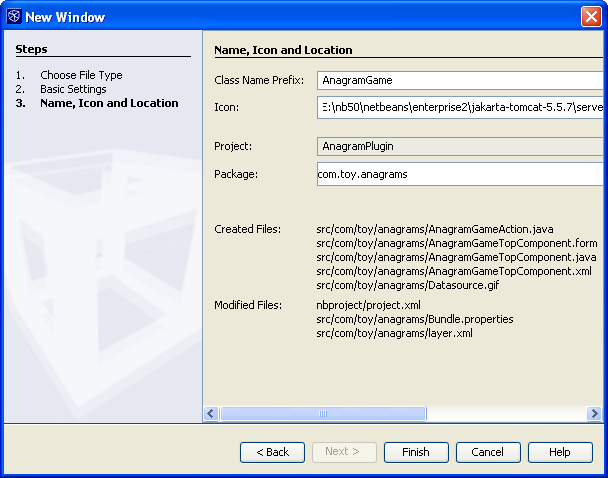 New Window
Steps
1. Choose File Type
2. Basic Settings
3. Name, Icon and Location
Name, Icon and Location
Class Name Prefix: AnagramGame
Icon: E:\nb50\netbeans\enterprise2\jakarta-tomcat-5.5.7\serve
Project: AnagramPlugin
Package: com.toy.anagrams
Created Files: src/com/toy/anagrams/AnagramGameAction.java
src/com/toy/anagrams/AnagramGameTopComponent.form
src/com/toy/anagrams/AnagramGameTopComponent.java
src/com/toy/anagrams/AnagramGameTopComponent.xml
src/com/toy/anagrams/Datasource.gif
Modified Files: nbproject/project.xml
src/com/toy/anagrams/Bundle.properties
src/com/toy/anagrams/layer.xml
< Back Next > Finish Cancel Help